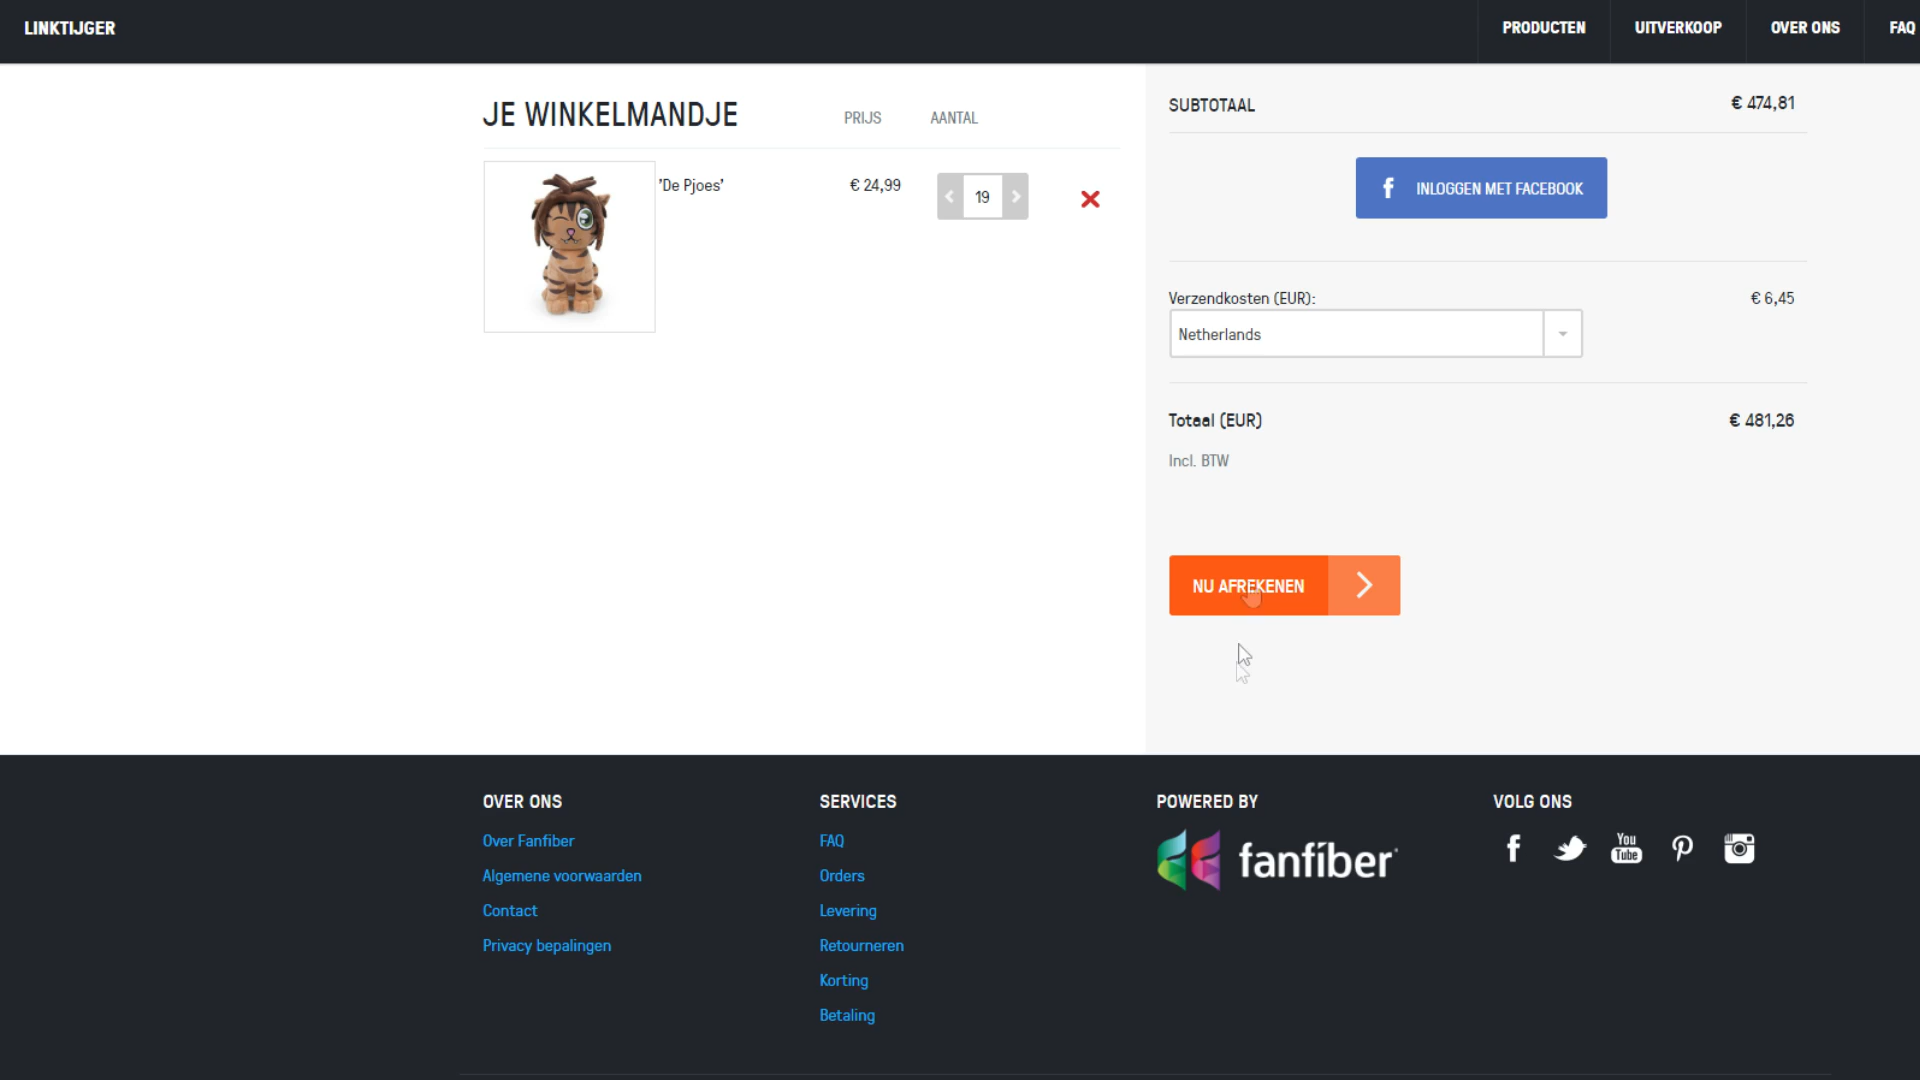 LINKTIJGER
PRODUCTEN
UITVERKOOP
OVER ONS
FAQ
JE WINKELMANDJE
PRIJS
AANTAL
'De Pjoes'
€ 24,99
19
SUBTOTAAL
€ 474,81
f INLOGGEN MET FACEBOOK
Verzendkosten (EUR):
€ 6,45
Netherlands
Totaal (EUR)
€ 481,26
Incl. BTW
NU AFREKENEN
OVER ONS
Over Fanfiber
Algemene voorwaarden
Contact
Privacy bepalingen
SERVICES
FAQ
Orders
Levering
Retourneren
Korting
Betaling
POWERED BY
fanfiber
VOLG ONS
f
You
Tube